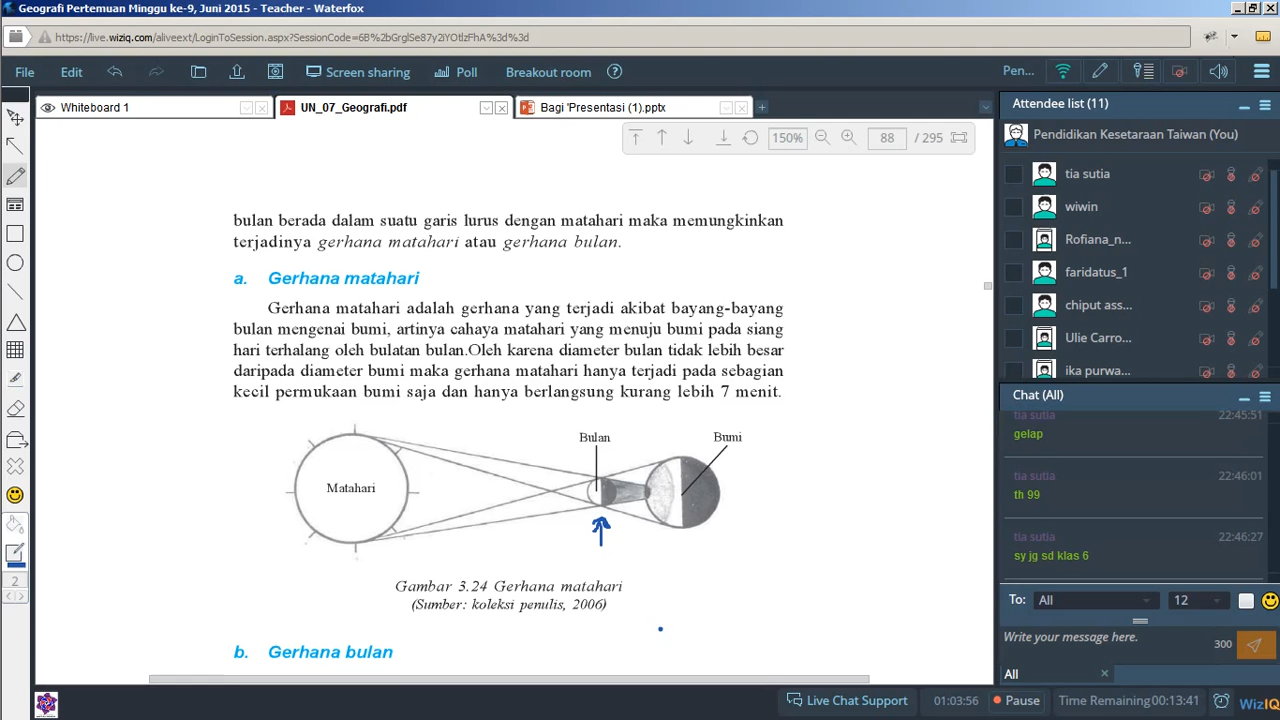 Geografi Pertemuan Minggu ke-9, Juni 2015 - Teacher - Waterfox
https://live.wiziq.com/aliveext/LoginToSession.aspx?SessionCode=6B%2bGrglSe87y2iYOtlzFhA%3d%3d
File Edit Screen sharing Poll Breakout room Pen...
Whiteboard 1 UN_07_Geografi.pdf Bagi 'Presentasi (1).pptx
150% 88 / 295
bulan berada dalam suatu garis lurus dengan matahari maka memungkinkan
terjadinya gerhana matahari atau gerhana bulan.
a. Gerhana matahari
Gerhana matahari adalah gerhana yang terjadi akibat bayang-bayang
bulan mengenai bumi, artinya cahaya matahari yang menuju bumi pada siang
hari terhalang oleh bulatan bulan.Oleh karena diameter bulan tidak lebih besar
daripada diameter bumi maka gerhana matahari hanya terjadi pada sebagian
kecil permukaan bumi saja dan hanya berlangsung kurang lebih 7 menit.
Bulan Bumi
Matahari
Gambar 3.24 Gerhana matahari
(Sumber: koleksi penulis, 2006)
b. Gerhana bulan
2
Attendee list (11)
Pendidikan Kesetaraan Taiwan (You)
tia sutia
wiwin
Rofiana_n...
faridatus_1
chiput ass...
Ulie Carro...
ika purwa...
Chat (All)
tia sutia 22:45:51
gelap
tia sutia 22:46:01
th 99
tia sutia 22:46:27
sy jg sd klas 6
To: All 12
Write your message here. 300
All
Live Chat Support 01:03:56 Pause Time Remaining 00:13:41 WizIQ